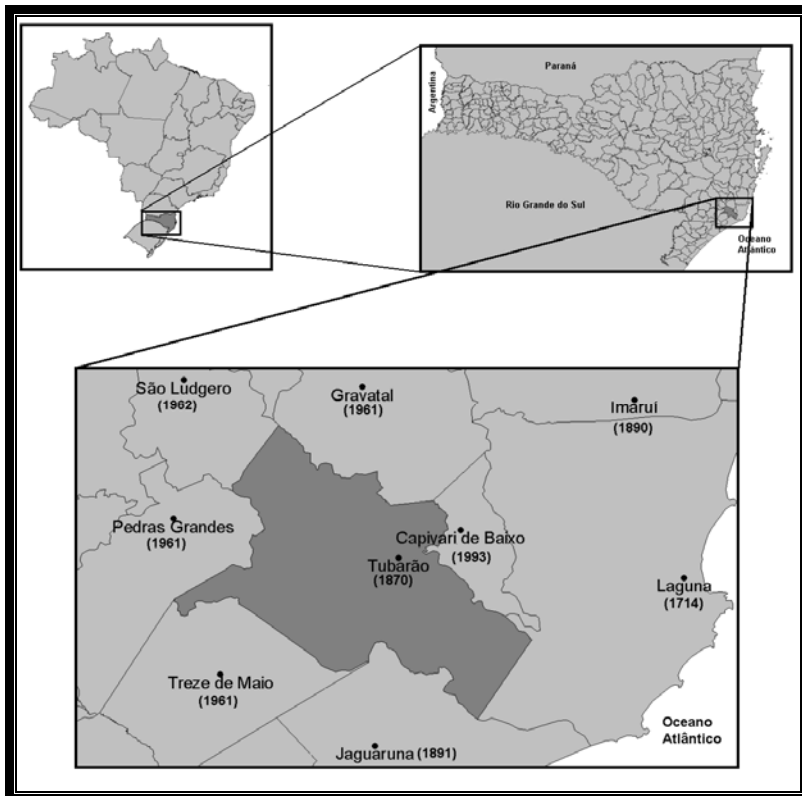 Paraná
Argentina
Rio Grande do Sul
Oceano
Atlântico
São Ludgero
(1962)
Gravatal
(1961)
Imaruí
(1890)
Pedras Grandes
(1961)
Capivari de Baixo
(1993)
Tubarão
(1870)
Laguna
(1714)
Treze de Maio
(1961)
Jaguaruna (1891)
Oceano
Atlântico